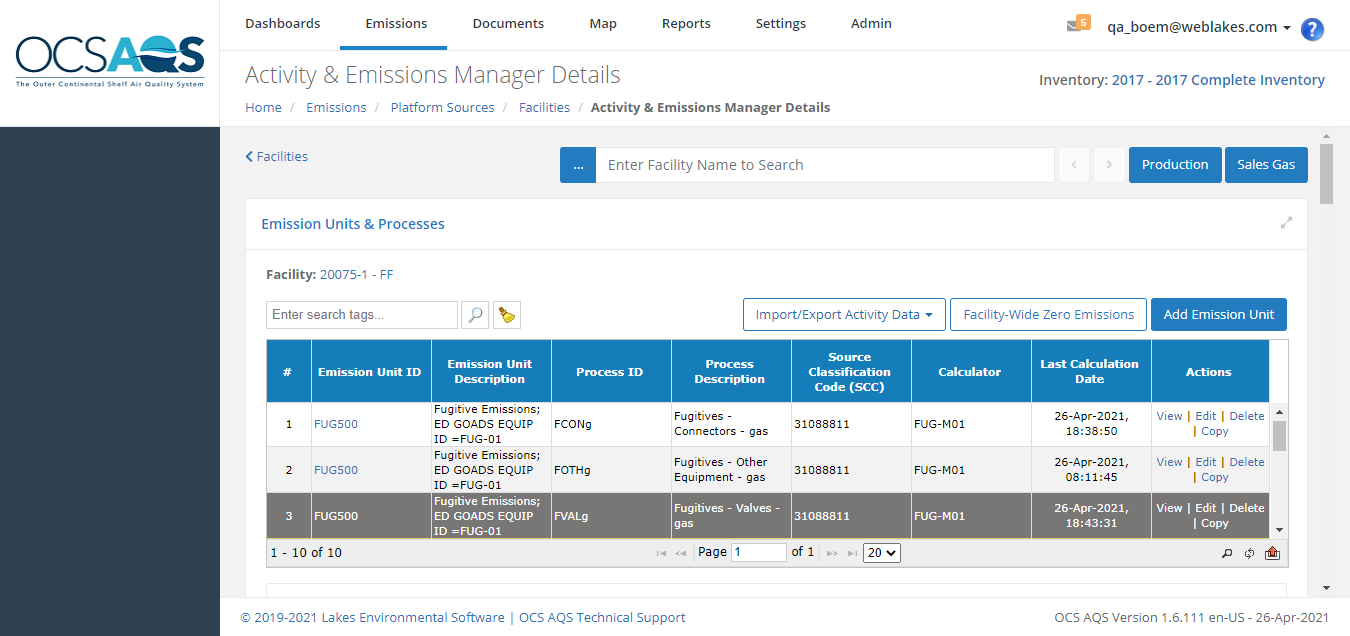 OCSAQS
The Outer Continental Shelf Air Quality System
Dashboards Emissions Documents Map Reports Settings Admin 5 qa_boem@weblakes.com ?
Activity & Emissions Manager Details
Inventory: 2017 - 2017 Complete Inventory
Home / Emissions / Platform Sources / Facilities / Activity & Emissions Manager Details
Facilities
... Enter Facility Name to Search Production Sales Gas
Emission Units & Processes
Facility: 20075-1 - FF
Enter search tags... Import/Export Activity Data Facility-Wide Zero Emissions Add Emission Unit
# Emission Unit ID Emission Unit Description Process ID Process Description Source Classification Code (SCC) Calculator Last Calculation Date Actions
1 FUG500 Fugitive Emissions; ED GOADS EQUIP ID =FUG-01 FCONg Fugitives - Connectors - gas 31088811 FUG-M01 26-Apr-2021, 18:38:50 View | Edit | Delete | Copy
2 FUG500 Fugitive Emissions; ED GOADS EQUIP ID =FUG-01 FOTHg Fugitives - Other Equipment - gas 31088811 FUG-M01 26-Apr-2021, 08:11:45 View | Edit | Delete | Copy
3 FUG500 Fugitive Emissions; ED GOADS EQUIP ID =FUG-01 FVALg Fugitives - Valves - gas 31088811 FUG-M01 26-Apr-2021, 18:43:31 View | Edit | Delete | Copy
1 - 10 of 10 Page 1 of 1 20
© 2019-2021 Lakes Environmental Software | OCS AQS Technical Support
OCS AQS Version 1.6.111 en-US - 26-Apr-2021